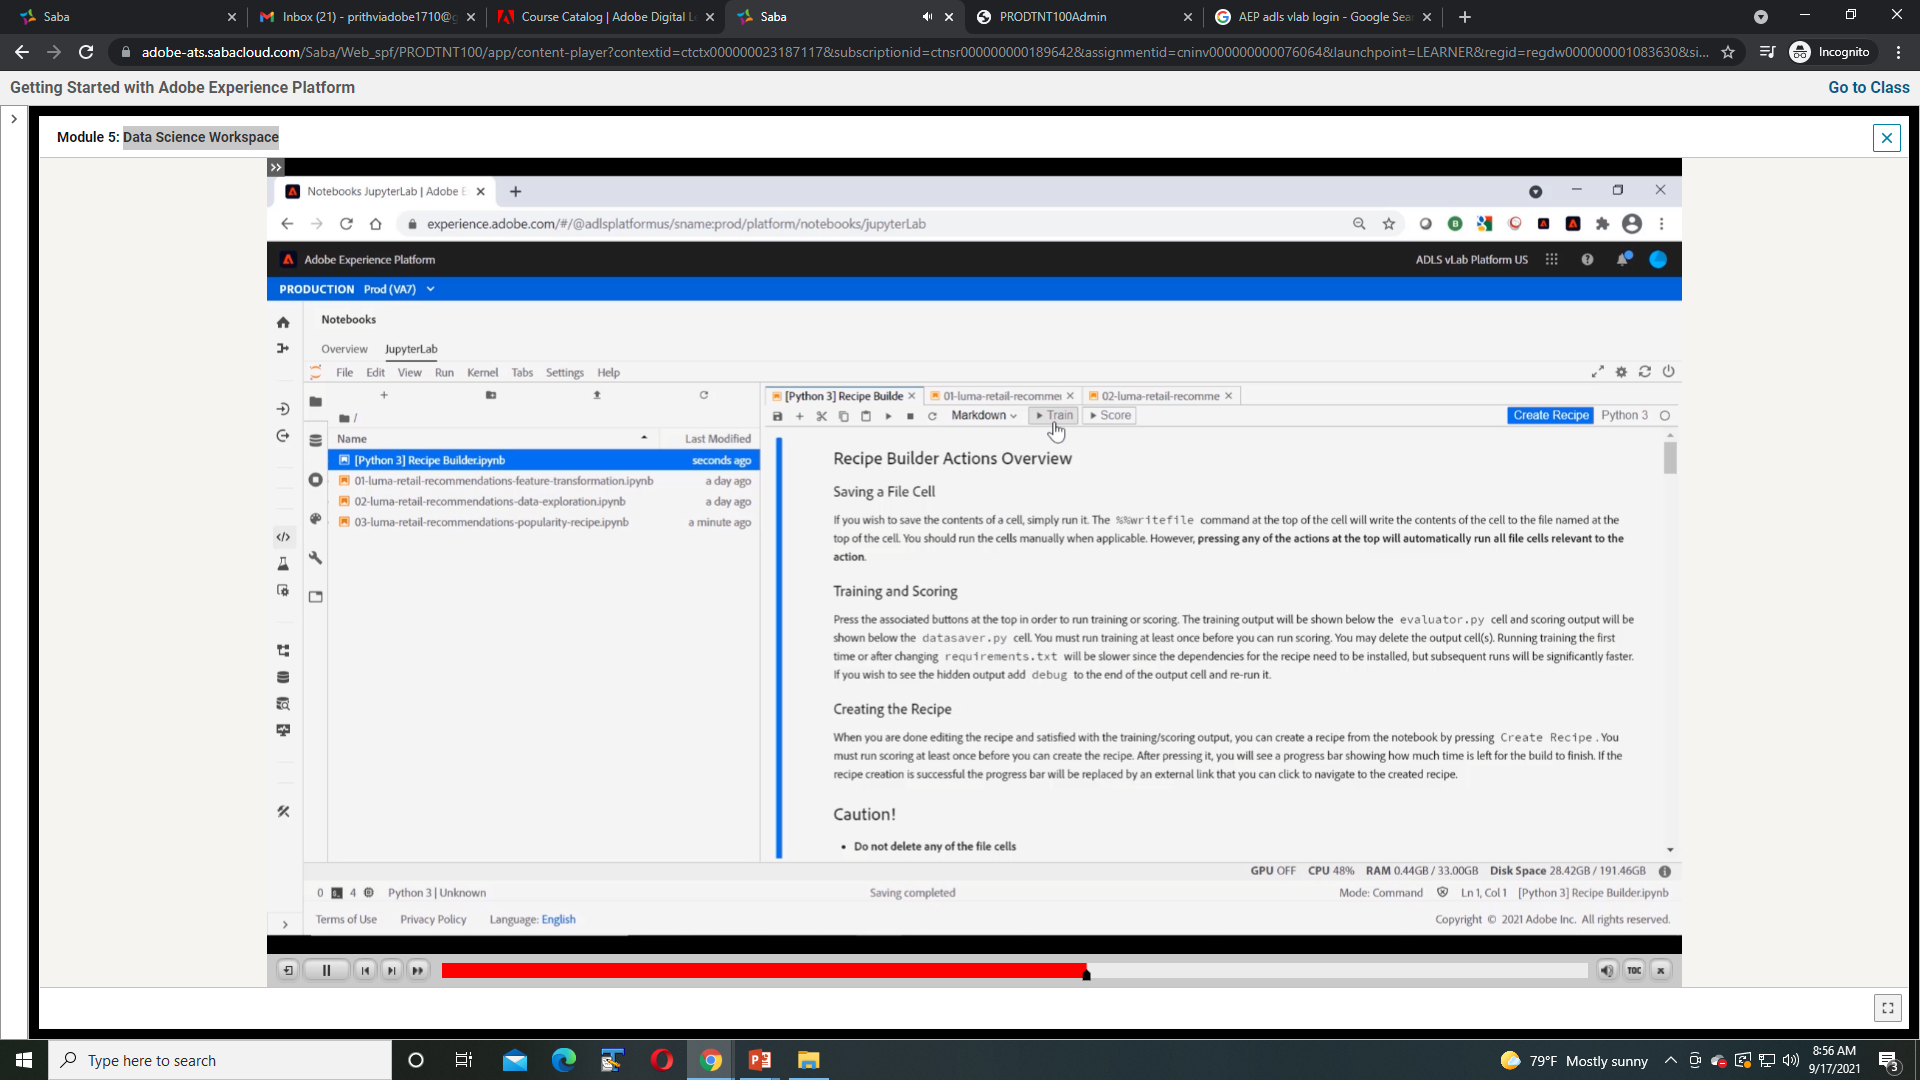 Saba
Inbox (21) - prithviadobe1710@g
Course Catalog | Adobe Digital L
Saba
PRODTNT100Admin
AEP adls vlab login - Google Sea
adobe-ats.sabacloud.com/Saba/Web_spf/PRODTNT100/app/content-player?contextid=ctctx000000023187117&subscriptionid=ctnsr000000000189642&assignmentid=cninv000000000076064&launchpoint=LEARNER&regid=regdw000000001083630&si...
Incognito
Getting Started with Adobe Experience Platform
Go to Class
Module 5: Data Science Workspace
Notebooks JupyterLab | Adobe E
experience.adobe.com/#/@adlsplatformus/sname:prod/platform/notebooks/jupyterLab
Adobe Experience Platform
ADLS vLab Platform US
PRODUCTION Prod (VA7)
Notebooks
Overview JupyterLab
File Edit View Run Kernel Tabs Settings Help
[Python 3] Recipe Builde
01-luma-retail-recommer
02-luma-retail-recomme
Markdown Train Score
Create Recipe Python 3
/
Name Last Modified
[Python 3] Recipe Builder.ipynb seconds ago
01-luma-retail-recommendations-feature-transformation.ipynb a day ago
02-luma-retail-recommendations-data-exploration.ipynb a day ago
03-luma-retail-recommendations-popularity-recipe.ipynb a minute ago
Recipe Builder Actions Overview
Saving a File Cell
If you wish to save the contents of a cell, simply run it. The %%writefile command at the top of the cell will write the contents of the cell to the file named at the
top of the cell. You should run the cells manually when applicable. However, pressing any of the actions at the top will automatically run all file cells relevant to the
action.
Training and Scoring
Press the associated buttons at the top in order to run training or scoring. The training output will be shown below the evaluator.py cell and scoring output will be
shown below the datasaver.py cell. You must run training at least once before you can run scoring. You may delete the output cell(s). Running training the first
time or after changing requirements.txt will be slower since the dependencies for the recipe need to be installed, but subsequent runs will be significantly faster.
If you wish to see the hidden output add debug to the end of the output cell and re-run it.
Creating the Recipe
When you are done editing the recipe and satisfied with the training/scoring output, you can create a recipe from the notebook by pressing Create Recipe. You
must run scoring at least once before you can create the recipe. After pressing it, you will see a progress bar showing how much time is left for the build to finish. If the
recipe creation is successful the progress bar will be replaced by an external link that you can click to navigate to the created recipe.
Caution!
• Do not delete any of the file cells
GPU OFF CPU 48% RAM 0.44GB / 33.00GB Disk Space 28.42GB / 191.46GB
0 4 Python 3 | Unknown
Saving completed
Mode: Command Ln 1, Col 1 [Python 3] Recipe Builder.ipynb
Terms of Use Privacy Policy Language: English
Copyright © 2021 Adobe Inc. All rights reserved.
TOC
Type here to search
79°F Mostly sunny
8:56 AM
9/17/2021
3